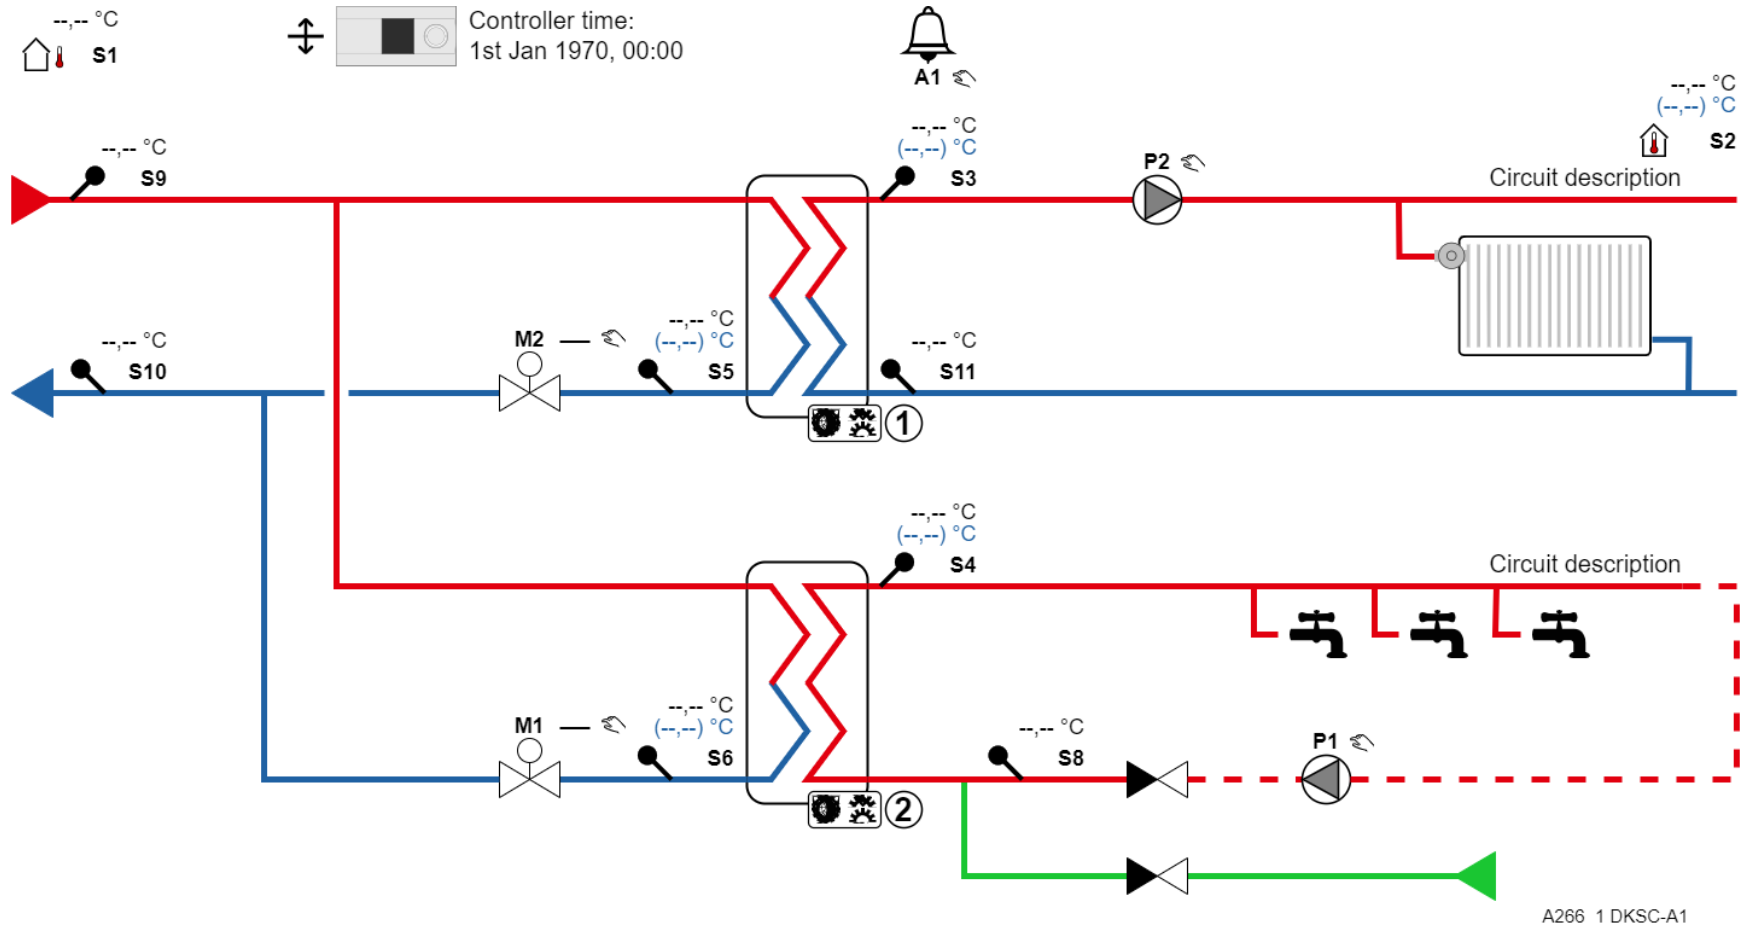 --,-- °C
S1
Controller time:
1st Jan 1970, 00:00
A1
--,-- °C
(--,--) °C
S2
--,-- °C
S9
--,-- °C
(--,--) °C
S3
P2
Circuit description
--,-- °C
S10
M2
--,-- °C
(--,--) °C
S5
--,-- °C
S11
1
--,-- °C
(--,--) °C
S4
Circuit description
M1
--,-- °C
(--,--) °C
S6
--,-- °C
S8
P1
2
A266 1 DKSC-A1